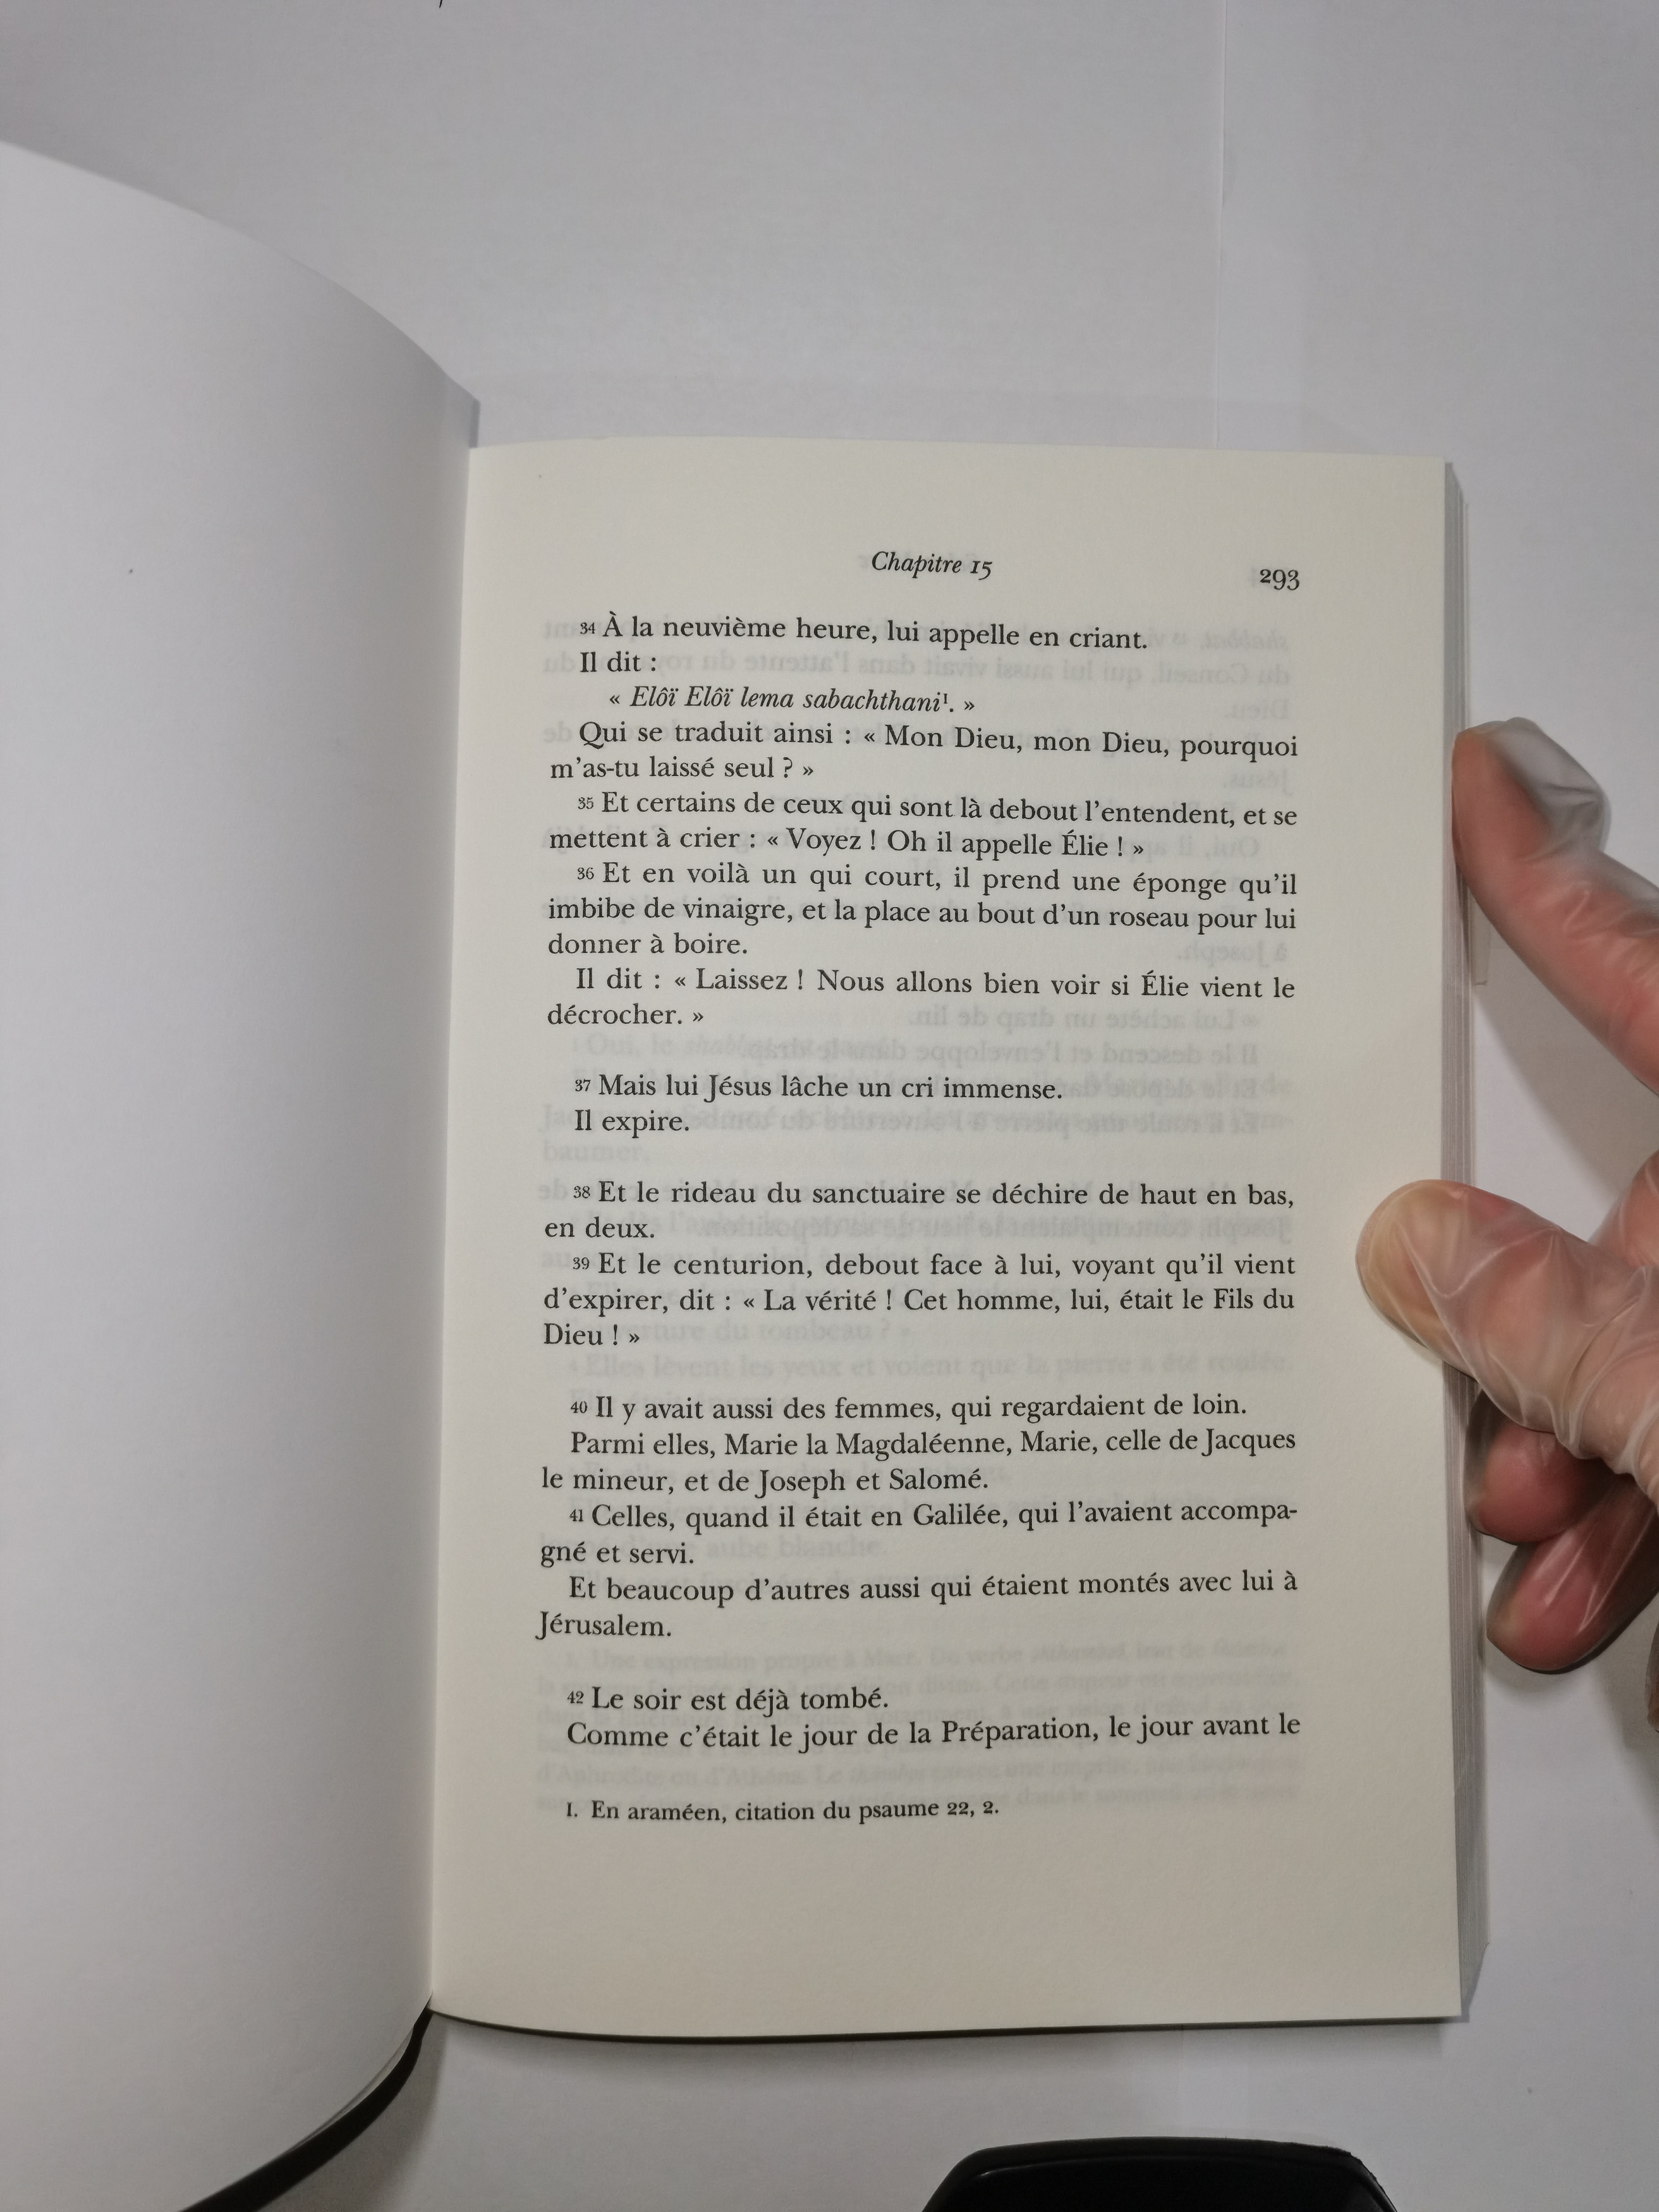 Chapitre 15
293
34 À la neuvième heure, lui appelle en criant.
Il dit :
« Elôï Elôï lema sabachthani¹. »
Qui se traduit ainsi : « Mon Dieu, mon Dieu, pourquoi
m'as-tu laissé seul ? »
35 Et certains de ceux qui sont là debout l'entendent, et se
mettent à crier : « Voyez ! Oh il appelle Élie ! »
36 Et en voilà un qui court, il prend une éponge qu'il
imbibe de vinaigre, et la place au bout d'un roseau pour lui
donner à boire.
Il dit : « Laissez ! Nous allons bien voir si Élie vient le
décrocher. »
37 Mais lui Jésus lâche un cri immense.
Il expire.
38 Et le rideau du sanctuaire se déchire de haut en bas,
en deux.
39 Et le centurion, debout face à lui, voyant qu'il vient
d'expirer, dit : « La vérité ! Cet homme, lui, était le Fils du
Dieu ! »
40 Il y avait aussi des femmes, qui regardaient de loin.
Parmi elles, Marie la Magdaléenne, Marie, celle de Jacques
le mineur, et de Joseph et Salomé.
41 Celles, quand il était en Galilée, qui l'avaient accompa-
gné et servi.
Et beaucoup d'autres aussi qui étaient montés avec lui à
Jérusalem.
42 Le soir est déjà tombé.
Comme c'était le jour de la Préparation, le jour avant le
1. En araméen, citation du psaume 22, 2.